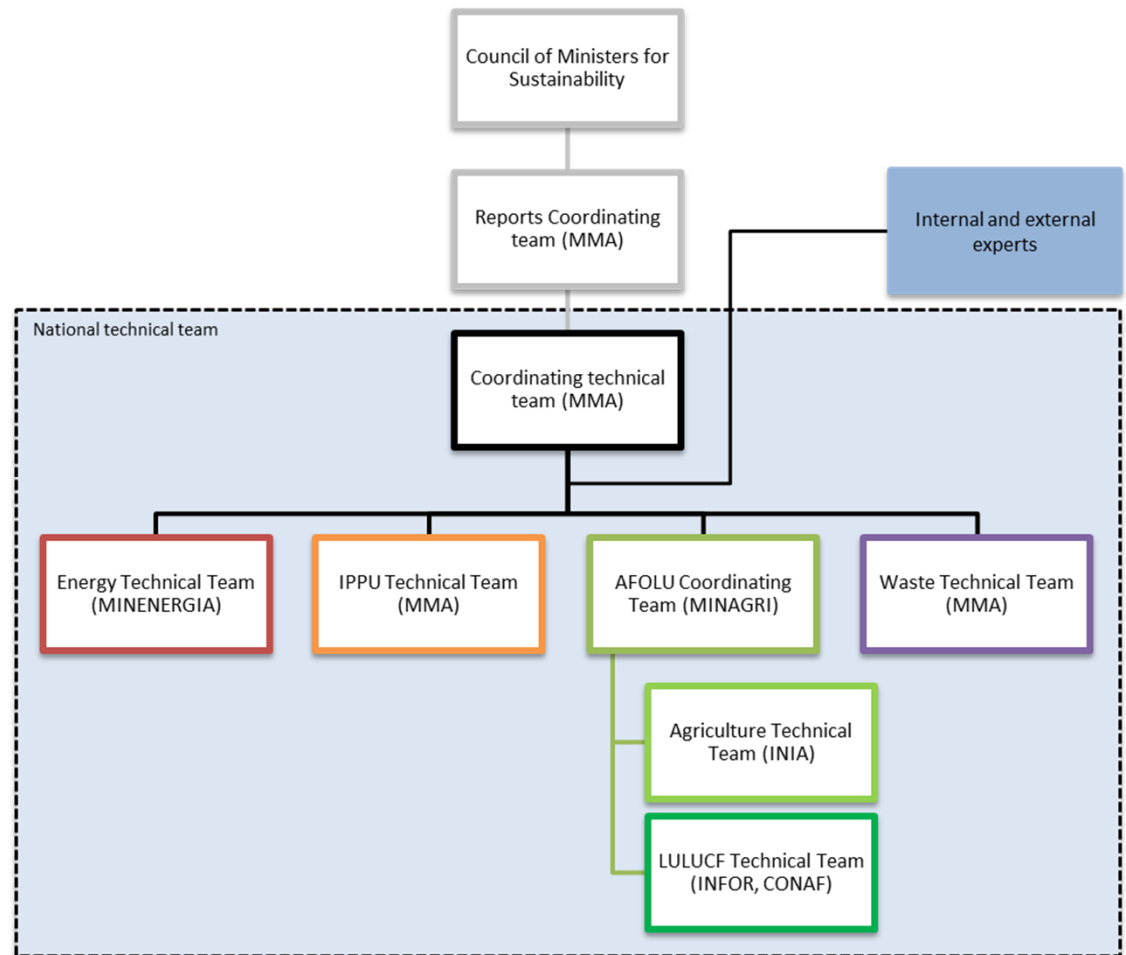 Council of Ministers for
Sustainability
Reports Coordinating
team (MMA)
Internal and external
experts
National technical team
Coordinating technical
team (MMA)
Energy Technical Team
(MINENERGIA)
IPPU Technical Team
(MMA)
AFOLU Coordinating
Team (MINAGRI)
Waste Technical Team
(MMA)
Agriculture Technical
Team (INIA)
LULUCF Technical Team
(INFOR, CONAF)